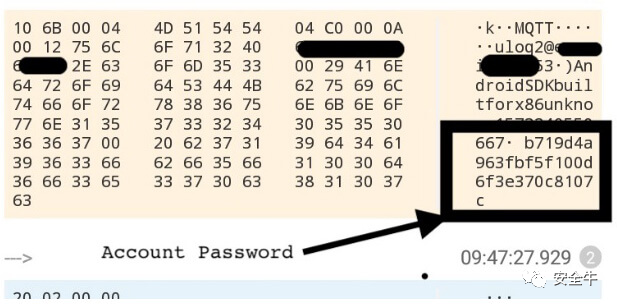 10 6B 00 04 4D 51 54 54 04 C0 00 0A ·k··MQTT····
00 12 75 6C 6F 71 32 40 ··uloq2@
2E 63 6F 6D 35 33 00 29 41 6E 53·)An
64 72 6F 69 64 53 44 4B 62 75 69 6C droidSDKbuil
74 66 6F 72 78 38 36 75 6E 6B 6E 6F tforx86unkno
77 6E 31 35 37 33 32 34 30 35 35 30 wn1573240550
36 36 37 00 20 62 37 31 39 64 34 61 667· b719d4a
39 36 33 66 62 66 35 66 31 30 30 64 963fbf5f100d
36 66 33 65 33 37 30 63 38 31 30 37 6f3e370c8107
63 c
---> Account Password 09:47:27.929 2
安全牛
20 02 00 00 ····